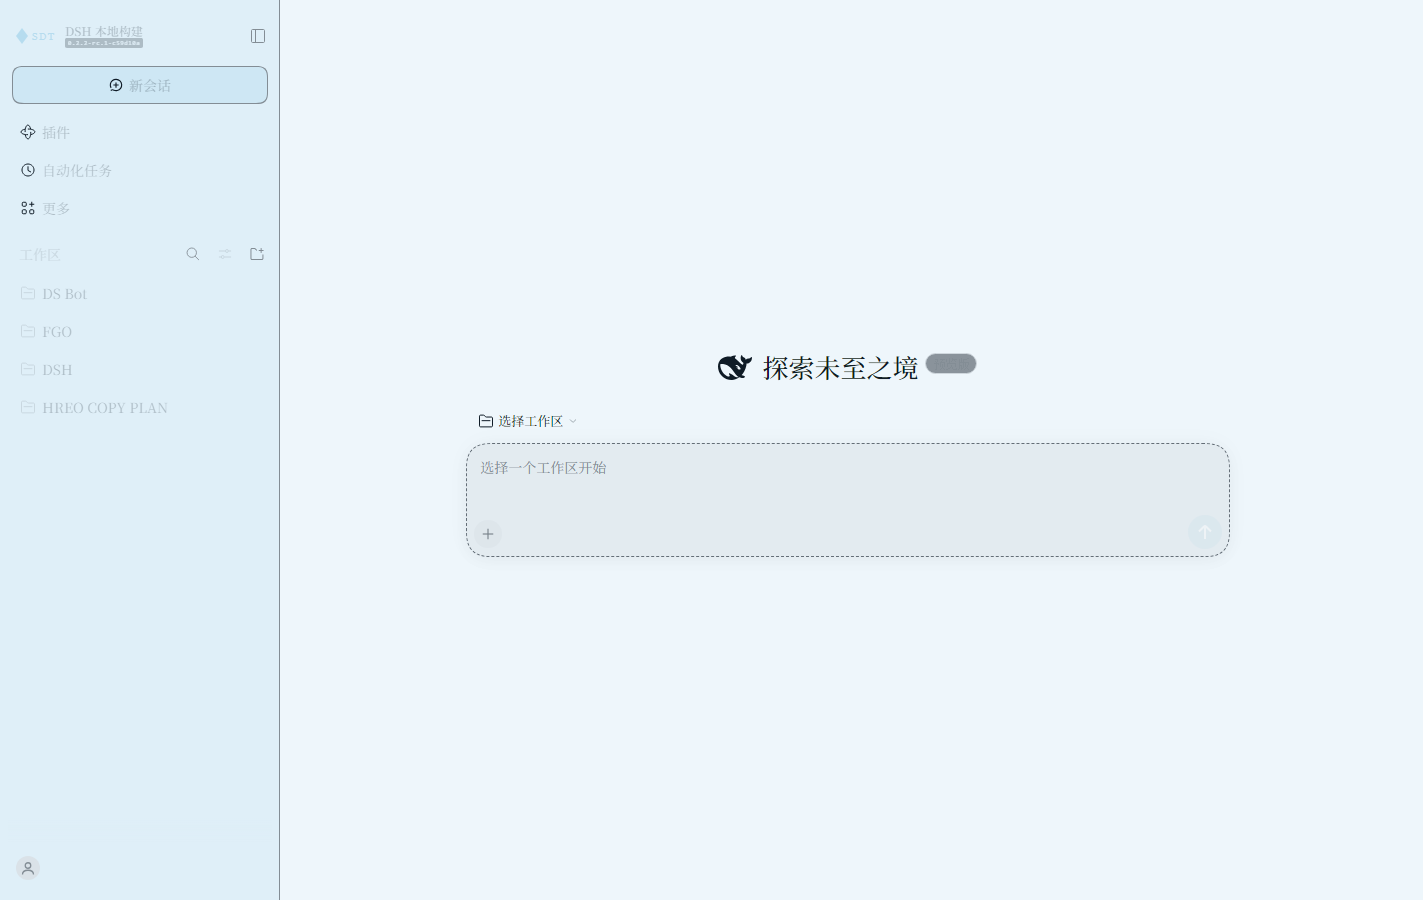 SDT
DSH 本地构建
新会话
插件
自动化任务
更多
工作区
DS Bot
FGO
DSH
HREO COPY PLAN
探索未至之境
选择工作区
选择一个工作区开始